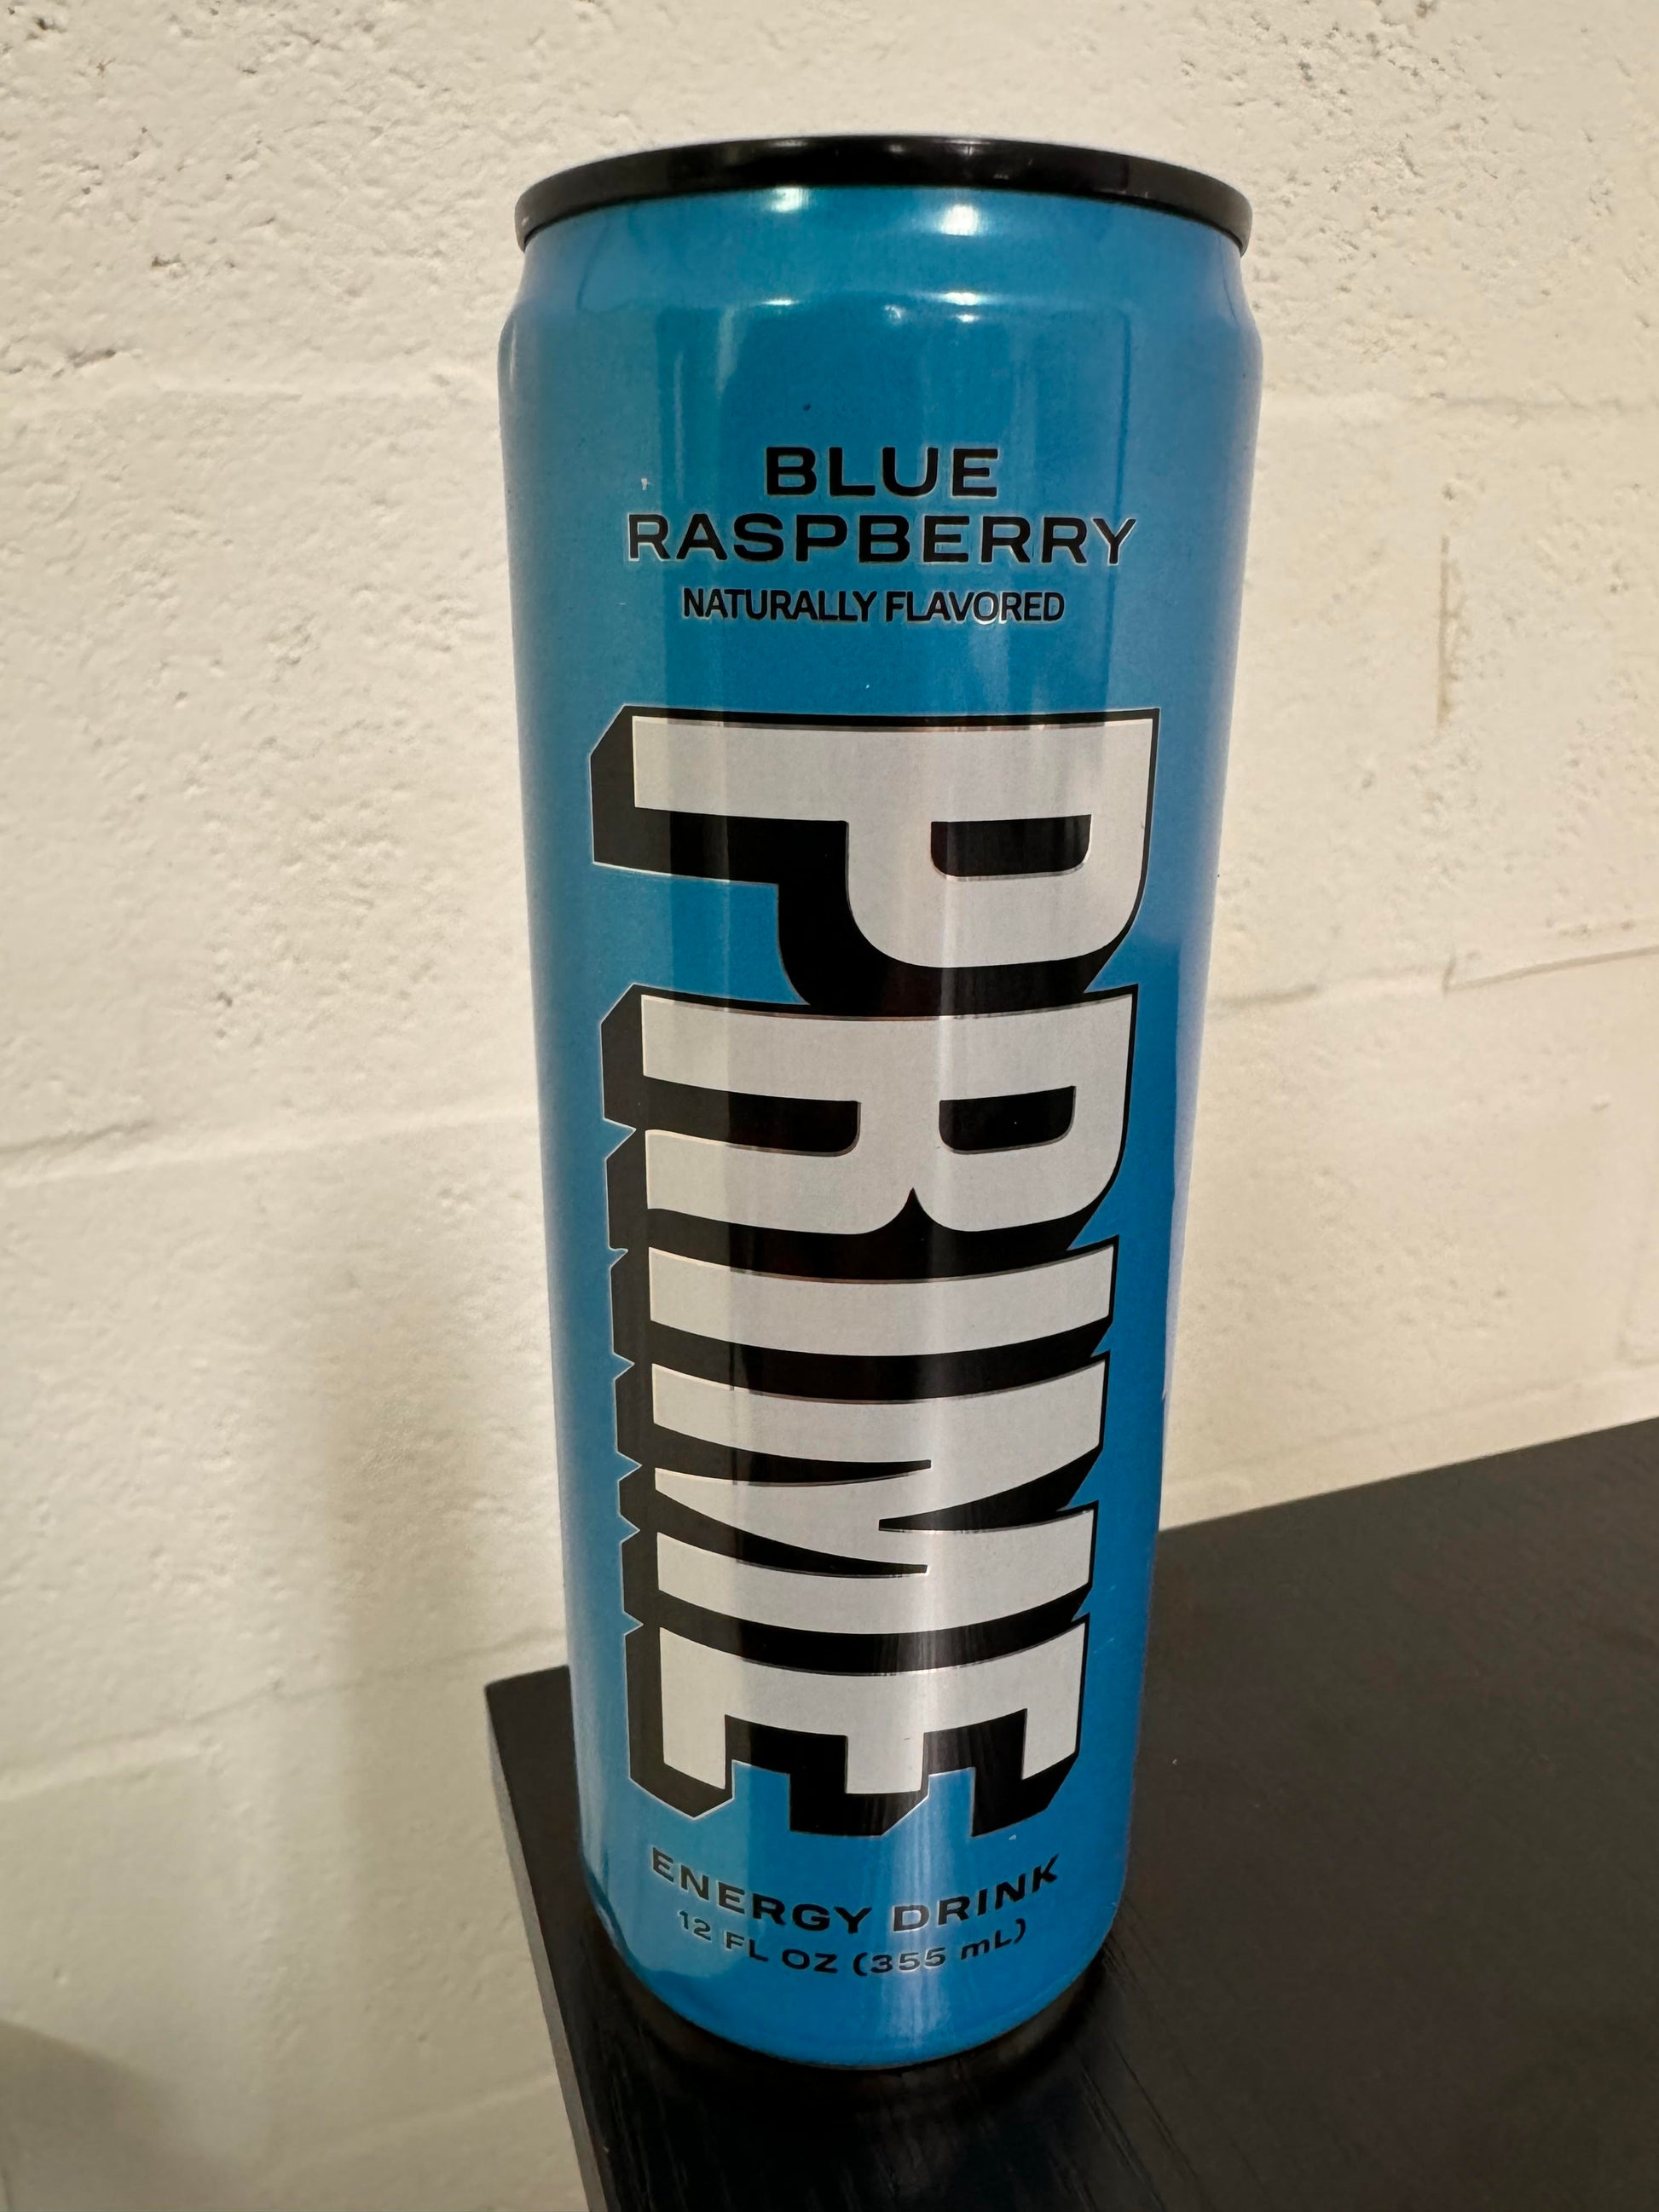 BLUE
RASPBERRY
NATURALLY FLAVORED
PRIME
ENERGY DRINK
12 FL OZ (355 mL)